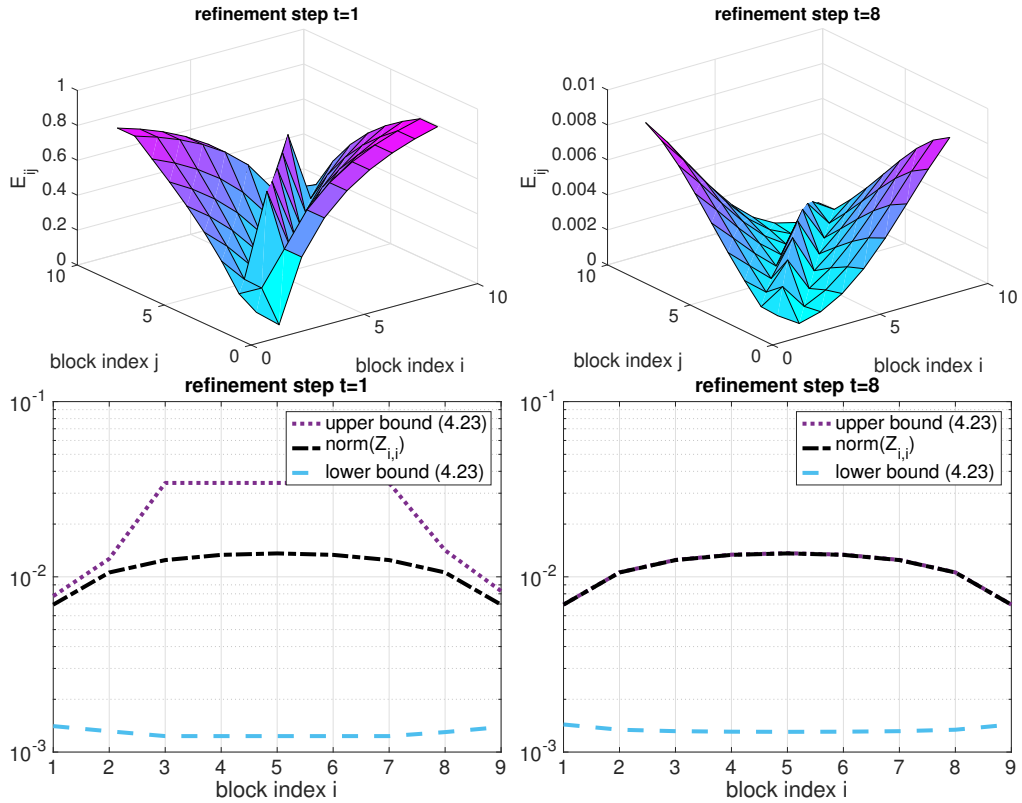 refinement step t=1
1
0.8
0.6
0.4
0.2
0
E_ij
10
5
0
block index j
0
5
10
block index i
refinement step t=8
0.01
0.008
0.006
0.004
0.002
0
E_ij
10
5
0
block index j
0
5
10
block index i
refinement step t=1
10^-1
10^-2
10^-3
upper bound (4.23)
norm(Z_i,i)
lower bound (4.23)
1 2 3 4 5 6 7 8 9
block index i
refinement step t=8
10^-1
10^-2
10^-3
upper bound (4.23)
norm(Z_i,i)
lower bound (4.23)
1 2 3 4 5 6 7 8 9
block index i